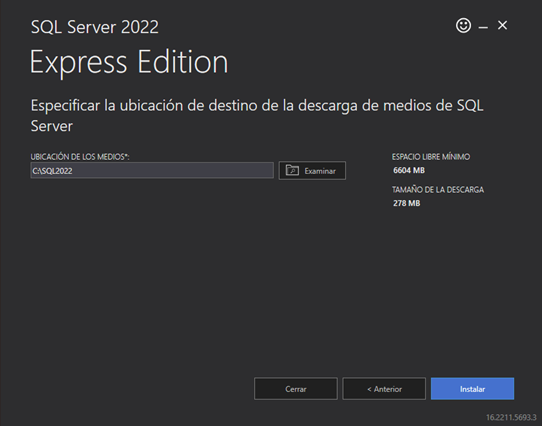 SQL Server 2022
Express Edition
Especificar la ubicación de destino de la descarga de medios de SQL
Server
UBICACIÓN DE LOS MEDIOS*:
C:\SQL2022
Examinar
ESPACIO LIBRE MÍNIMO
6604 MB
TAMAÑO DE LA DESCARGA
278 MB
Cerrar
< Anterior
Instalar
16.2211.5693.3